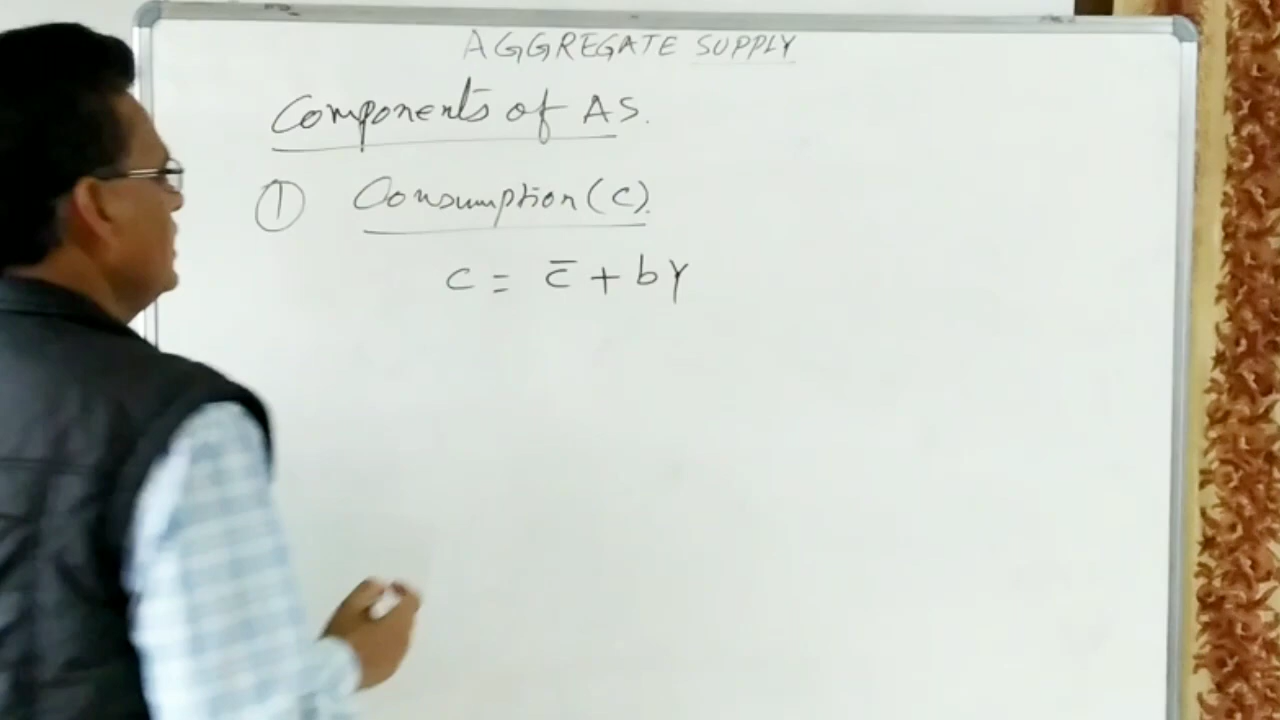 AGGREGATE SUPPLY
Components of AS.
① Consumption (C).
C = C̄ + bY